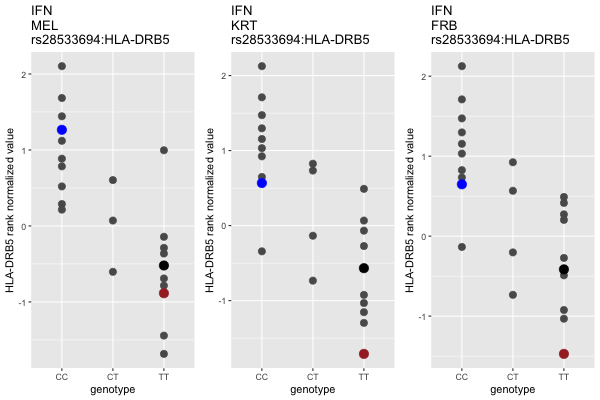 IFN
MEL
rs28533694:HLA-DRB5
HLA-DRB5 rank normalized value
2
1
0
-1
CC
CT
TT
genotype
IFN
KRT
rs28533694:HLA-DRB5
HLA-DRB5 rank normalized value
2
1
0
-1
CC
CT
TT
genotype
IFN
FRB
rs28533694:HLA-DRB5
HLA-DRB5 rank normalized value
2
1
0
-1
CC
CT
TT
genotype